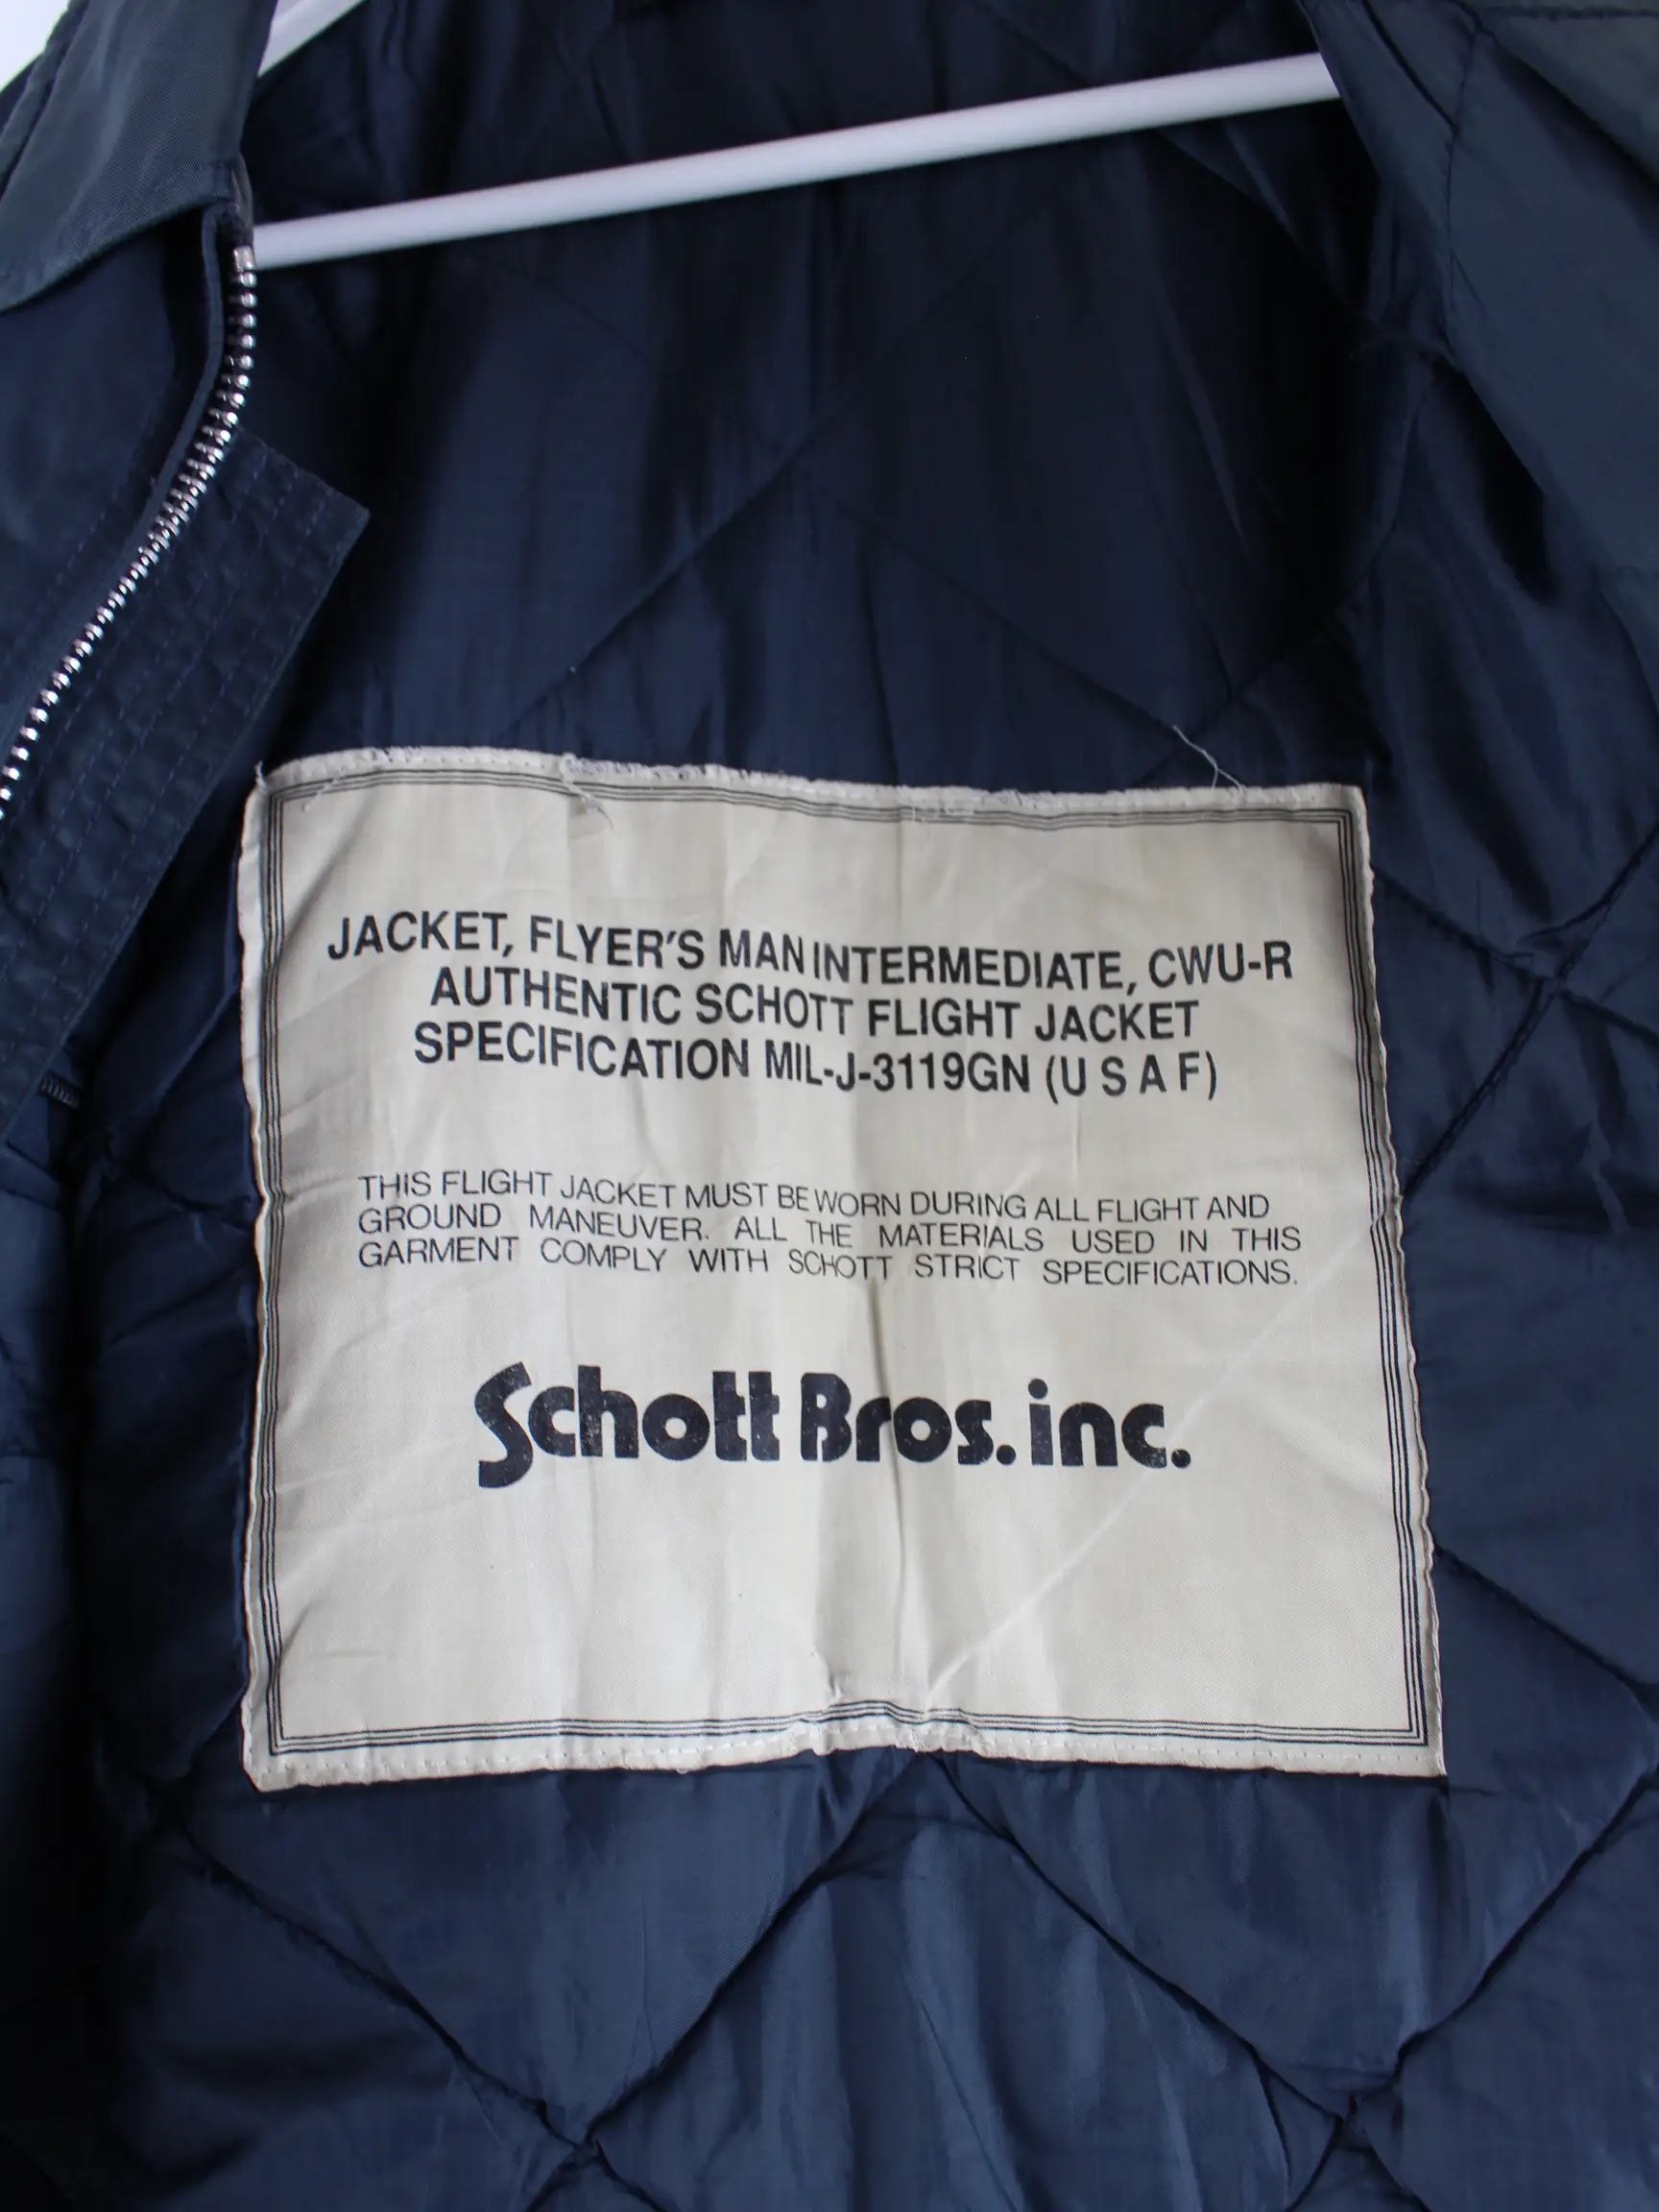 JACKET, FLYER'S MAN INTERMEDIATE, CWU-R
AUTHENTIC SCHOTT FLIGHT JACKET
SPECIFICATION MIL-J-3119GN (U S A F)
THIS FLIGHT JACKET MUST BE WORN DURING ALL FLIGHT AND
GROUND MANEUVER. ALL THE MATERIALS USED IN THIS
GARMENT COMPLY WITH SCHOTT STRICT SPECIFICATIONS.
Schott Bros. inc.